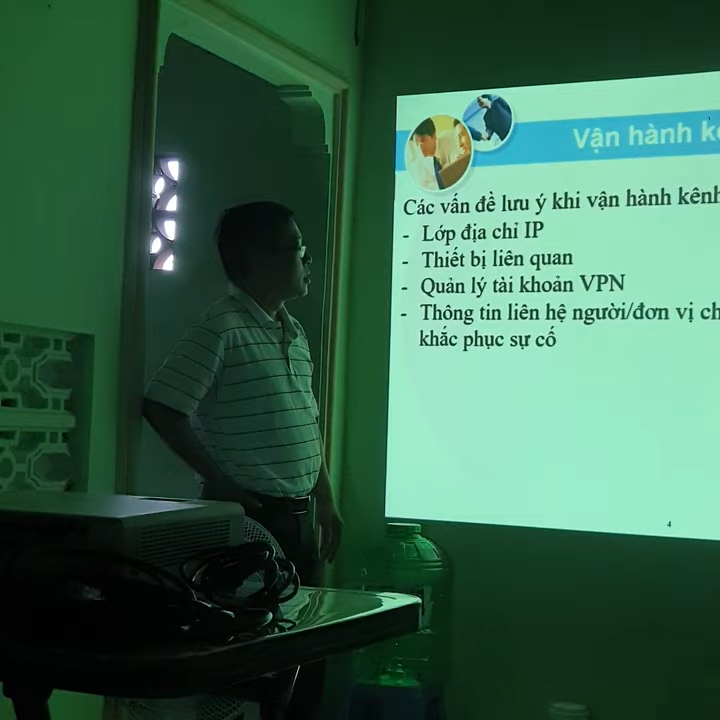 Vận hành
Các vấn đề lưu ý khi vận hành kênh
- Lớp địa chỉ IP
- Thiết bị liên quan
- Quản lý tài khoản VPN
- Thông tin liên hệ người/đơn vị
khắc phục sự cố
4